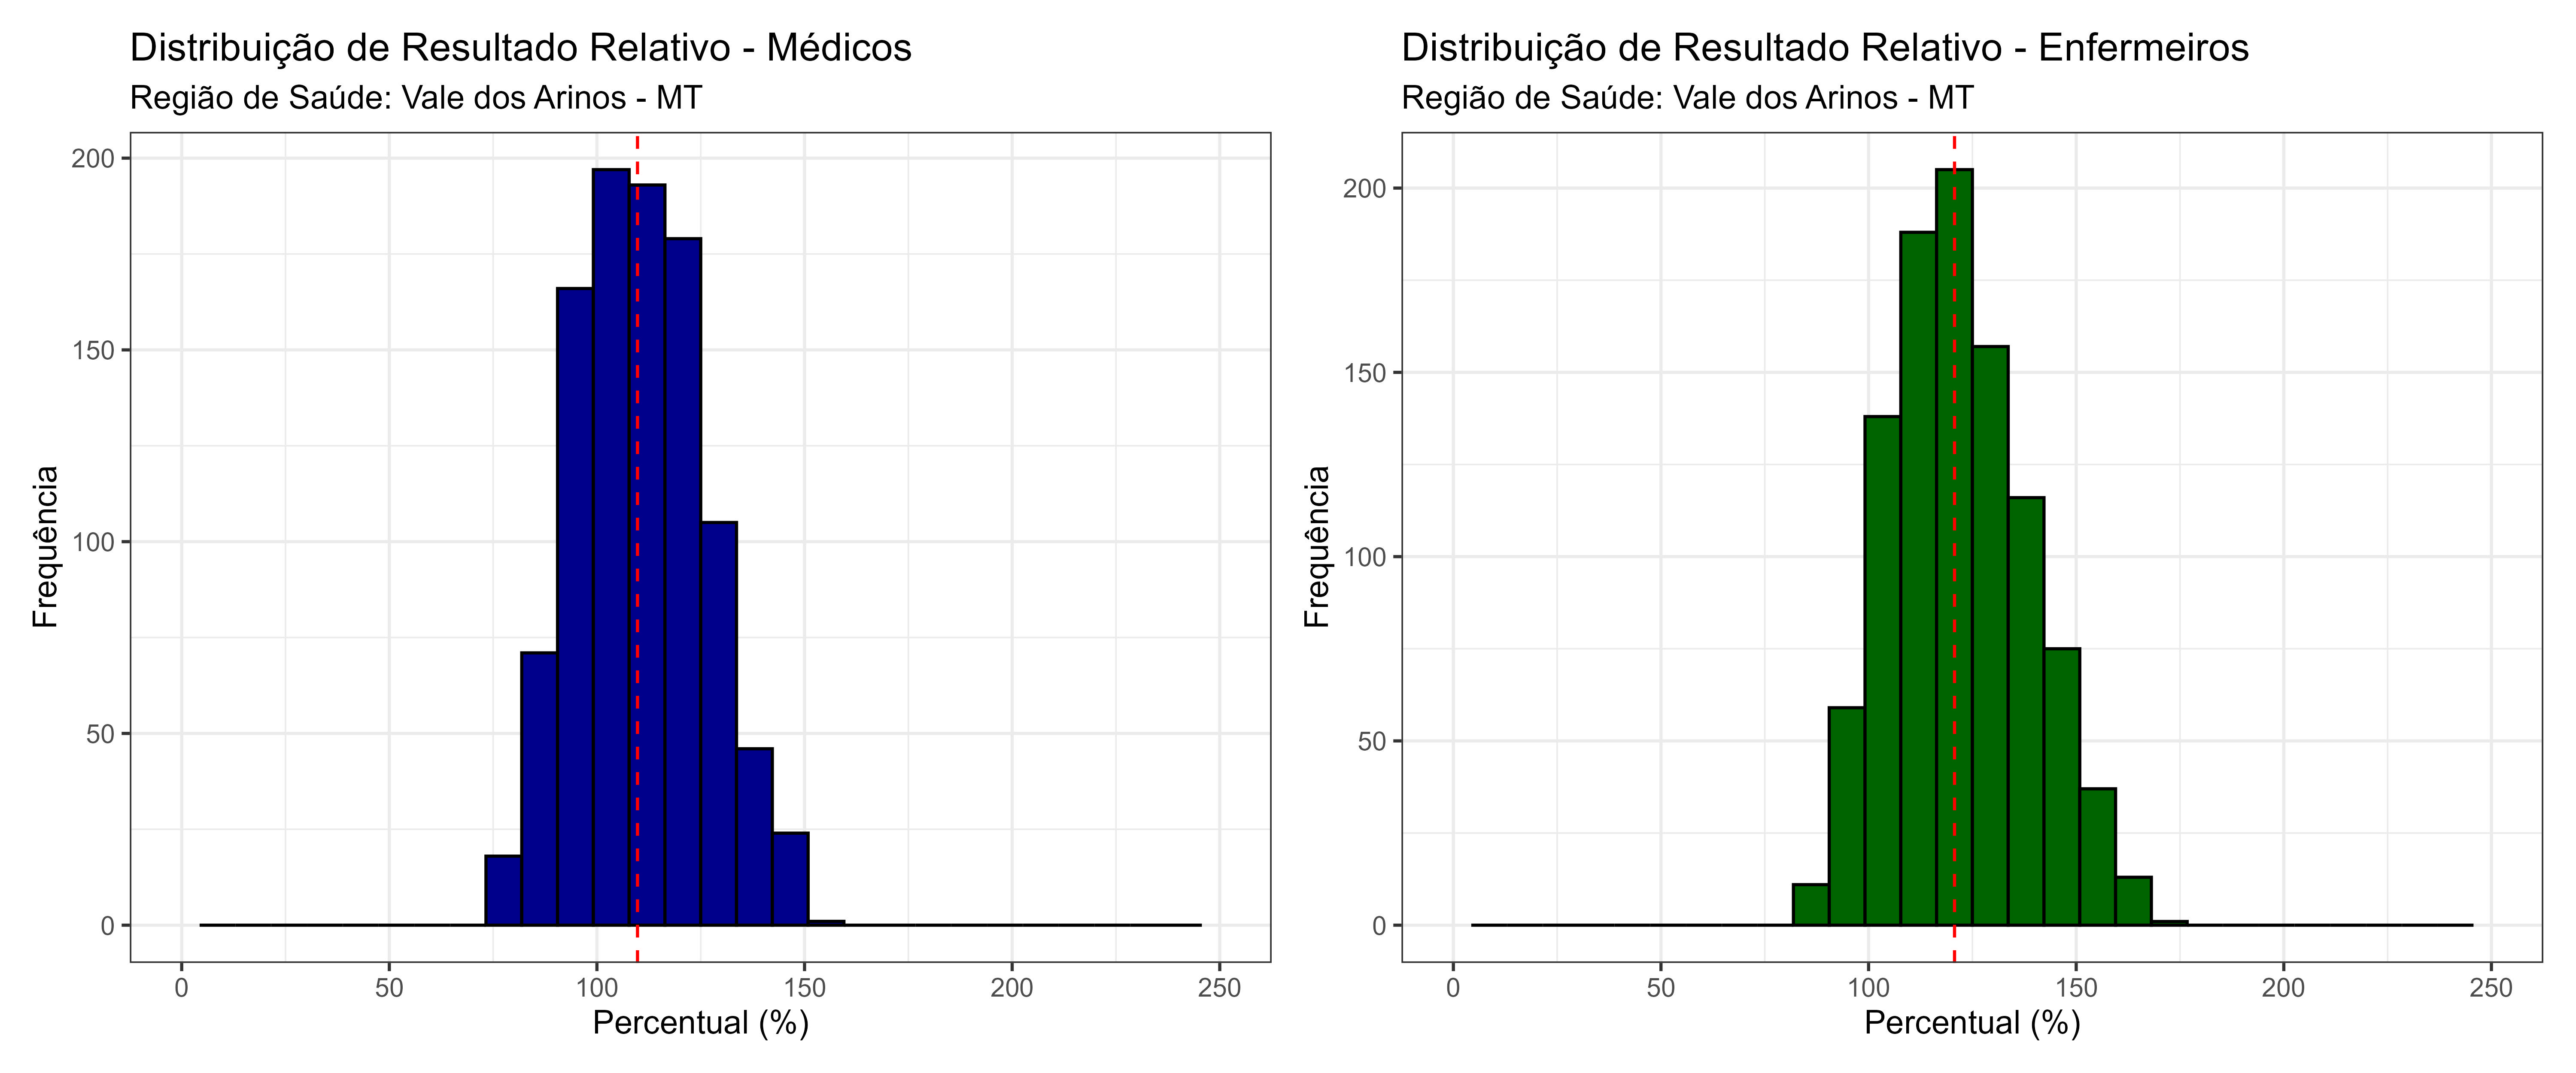 Distribuição de Resultado Relativo - Médicos
Região de Saúde: Vale dos Arinos - MT
200
150
100
50
0
Frequência
0 50 100 150 200 250
Percentual (%)
Distribuição de Resultado Relativo - Enfermeiros
Região de Saúde: Vale dos Arinos - MT
200
150
100
50
0
Frequência
0 50 100 150 200 250
Percentual (%)